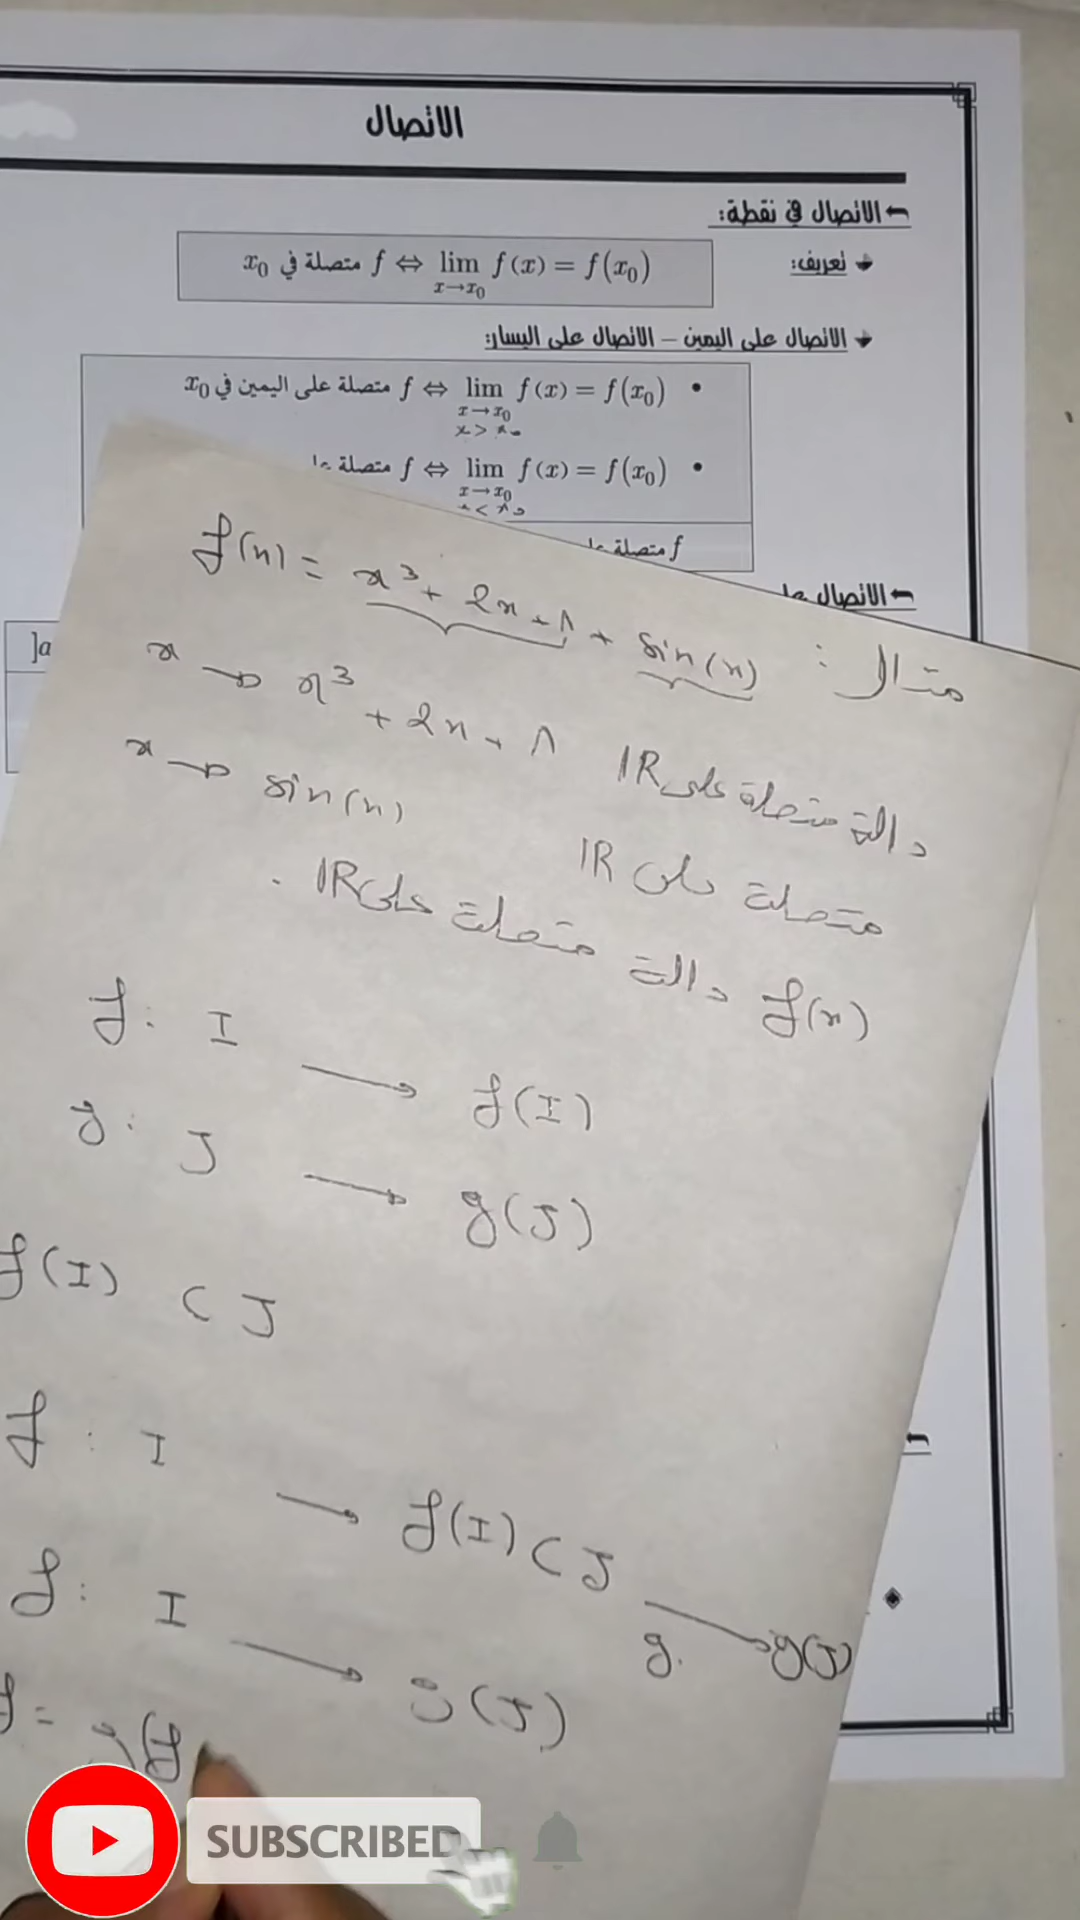 الاتصال
الاتصال في نقطة:
تعريف:
f متصلة في x₀ ⇔ lim f(x) = f(x₀)
x→x₀
الاتصال على اليمين – الاتصال على اليسار:
• f متصلة على اليمين في x₀ ⇔ lim f(x) = f(x₀)
x→x₀
x > x₀
• f متصلة ⇔ lim f(x) = f(x₀)
x→x₀
x < x₀
f متصلة
الاتصال
]a
مثال : f(x) = x³ + 2x + 1 + sin(x)
x → x³ + 2x + 1 دالة متصلة على IR
x → sin(x) متصلة على IR
f(x) دالة متصلة على IR .
f : I → f(I)
g : J → g(J)
f(I) ⊂ J
f : I → f(I) ⊂ J → g(J)
g
f : I → g(J)
SUBSCRIBED